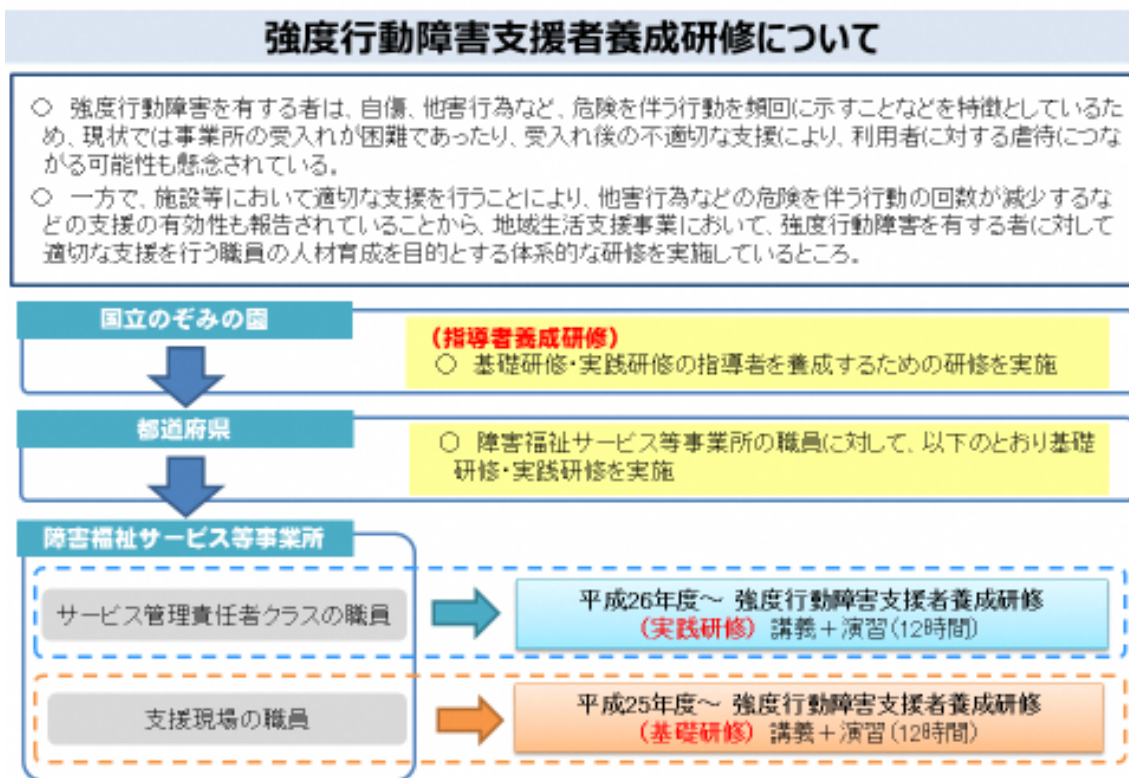 強度行動障害支援者養成研修について
○ 強度行動障害を有する者は、自傷、他害行為など、危険を伴う行動を頻回に示すことなどを特徴としているた
め、現状では事業所の受入れが困難であったり、受入れ後の不適切な支援により、利用者に対する虐待につな
がる可能性も懸念されている。
○ 一方で、施設等において適切な支援を行うことにより、他害行為などの危険を伴う行動の回数が減少するな
どの支援の有効性も報告されていることから、地域生活支援事業において、強度行動障害を有する者に対して
適切な支援を行う職員の人材育成を目的とする体系的な研修を実施しているところ。
国立のぞみの園
(指導者養成研修)
○ 基礎研修・実践研修の指導者を養成するための研修を実施
都道府県
○ 障害福祉サービス等事業所の職員に対して、以下のとおり基礎
研修・実践研修を実施
障害福祉サービス等事業所
サービス管理責任者クラスの職員
平成26年度~ 強度行動障害支援者養成研修
(実践研修) 講義+演習(12時間)
支援現場の職員
平成25年度~ 強度行動障害支援者養成研修
(基礎研修) 講義+演習(12時間)